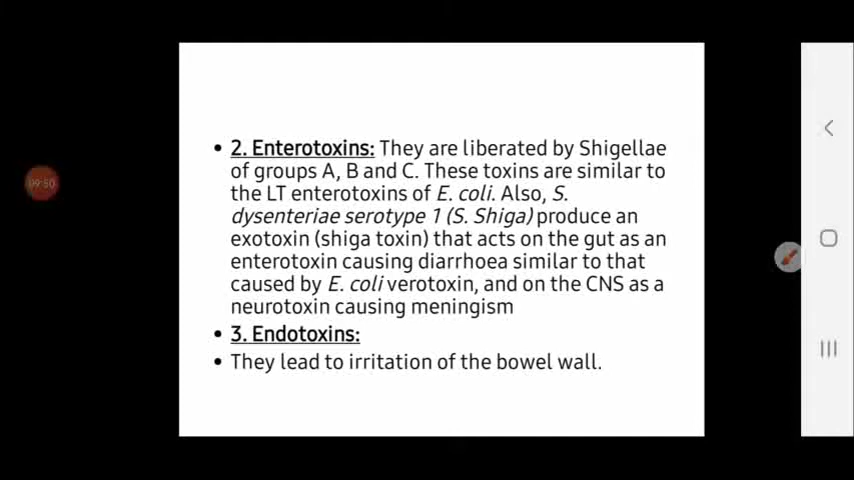 • 2. Enterotoxins: They are liberated by Shigellae
of groups A, B and C. These toxins are similar to
the LT enterotoxins of E. coli. Also, S.
dysenteriae serotype 1 (S. Shiga) produce an
exotoxin (shiga toxin) that acts on the gut as an
enterotoxin causing diarrhoea similar to that
caused by E. coli verotoxin, and on the CNS as a
neurotoxin causing meningism
• 3. Endotoxins:
• They lead to irritation of the bowel wall.
09:50